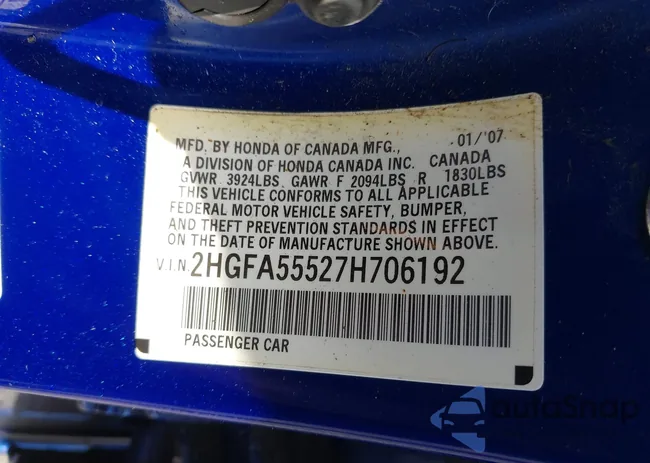 MFD. BY HONDA OF CANADA MFG., 01/'07
A DIVISION OF HONDA CANADA INC. CANADA
GVWR 3924LBS GAWR F 2094LBS R 1830LBS
THIS VEHICLE CONFORMS TO ALL APPLICABLE
FEDERAL MOTOR VEHICLE SAFETY, BUMPER,
AND THEFT PREVENTION STANDARDS IN EFFECT
ON THE DATE OF MANUFACTURE SHOWN ABOVE.
V.I.N. 2HGFA55527H706192
PASSENGER CAR
autoShop